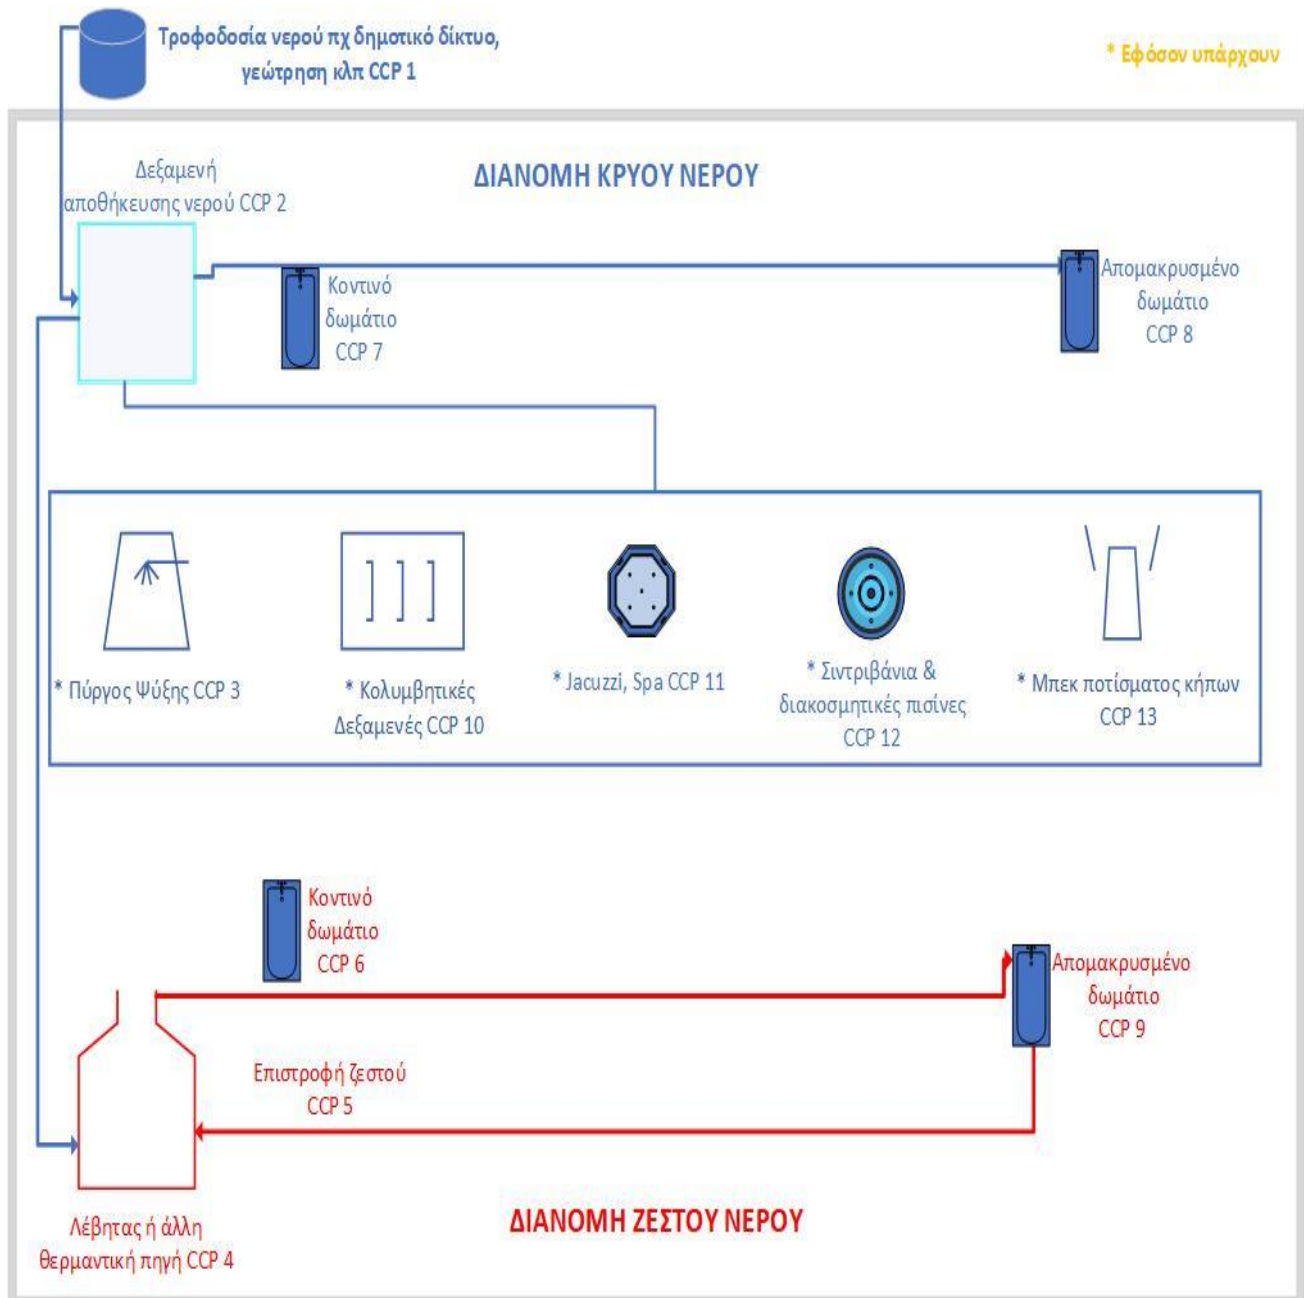 Τροφοδοσία νερού πχ δημοτικό δίκτυο,
γεώτρηση κλπ CCP 1
* Εφόσον υπάρχουν
Δεξαμενή
αποθήκευσης νερού CCP 2
ΔΙΑΝΟΜΗ ΚΡΥΟΥ ΝΕΡΟΥ
Κοντινό
δωμάτιο
CCP 7
Απομακρυσμένο
δωμάτιο
CCP 8
* Πύργος Ψύξης CCP 3
* Κολυμβητικές
Δεξαμενές CCP 10
* Jacuzzi, Spa CCP 11
* Σιντριβάνια &
διακοσμητικές πισίνες
CCP 12
* Μπεκ ποτίσματος κήπων
CCP 13
Κοντινό
δωμάτιο
CCP 6
Απομακρυσμένο
δωμάτιο
CCP 9
Επιστροφή ζεστού
CCP 5
Λέβητας ή άλλη
θερμαντική πηγή CCP 4
ΔΙΑΝΟΜΗ ΖΕΣΤΟΥ ΝΕΡΟΥ